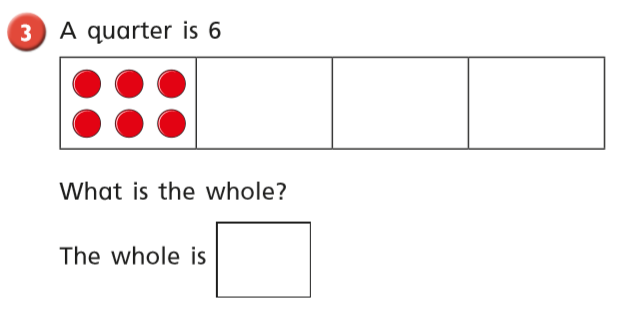 3 A quarter is 6
What is the whole?
The whole is